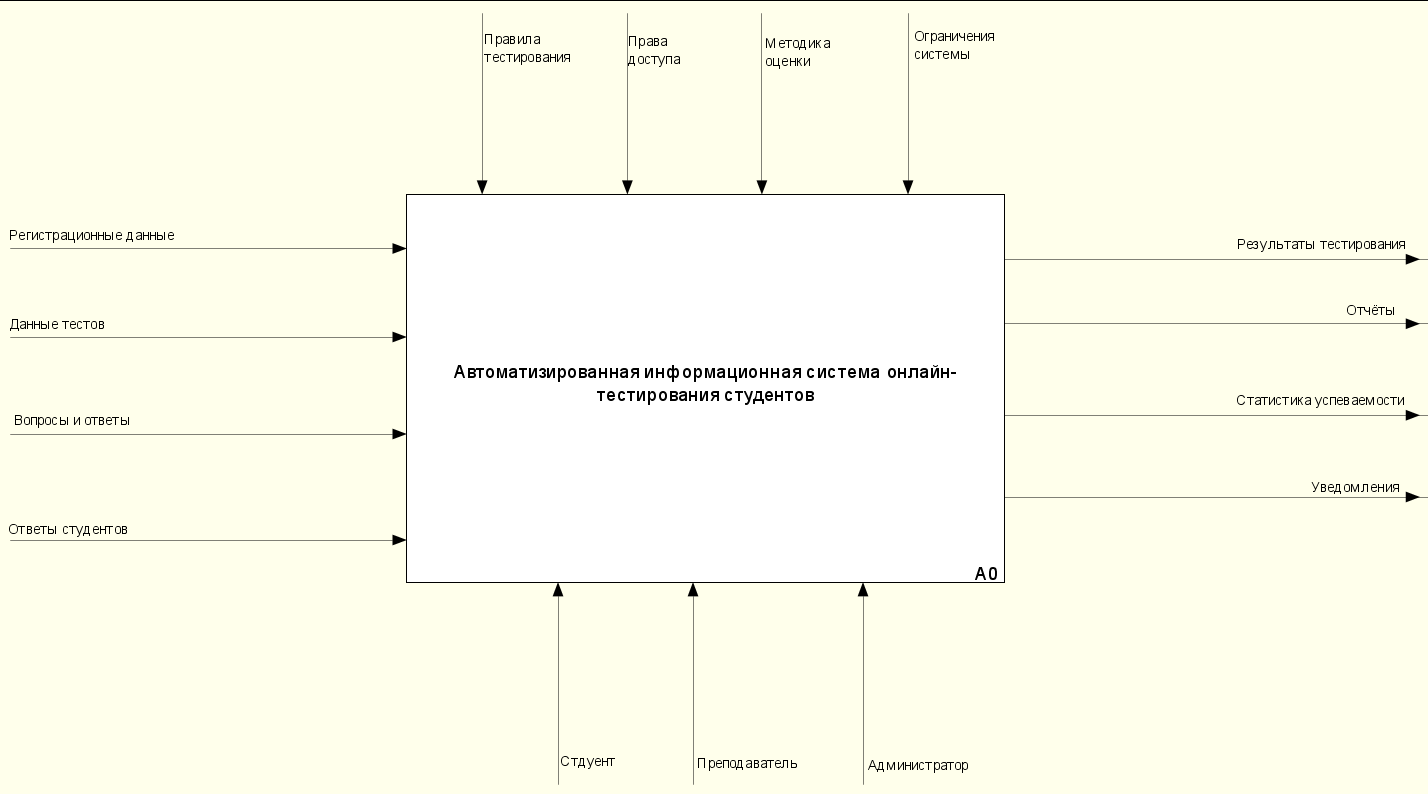 Правила
тестирования
Права
доступа
Методика
оценки
Ограничения
системы
Регистрационные данные
Данные тестов
Вопросы и ответы
Ответы студентов
Автоматизированная информационная система онлайн-
тестирования студентов
A0
Результаты тестирования
Отчёты
Статистика успеваемости
Уведомления
Стдуент
Преподаватель
Администратор